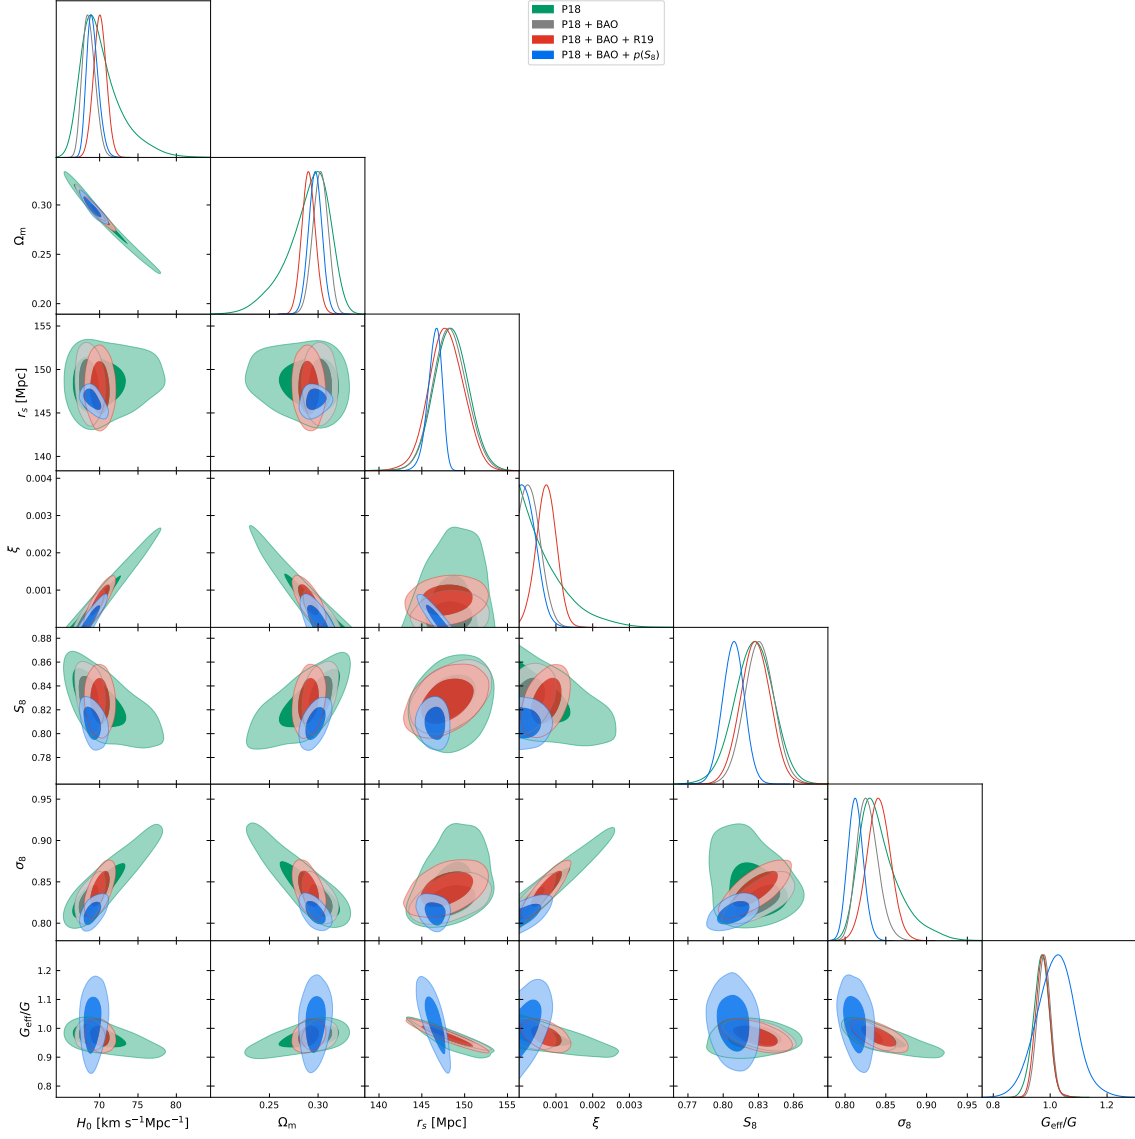 P18
P18 + BAO
P18 + BAO + R19
P18 + BAO + p(S₈)
0.30
0.25
0.20
Ωₘ
155
150
145
140
rₛ [Mpc]
0.004
0.003
0.002
0.001
ξ
0.88
0.86
0.84
0.82
0.80
0.78
S₈
0.95
0.90
0.85
0.80
σ₈
1.2
1.1
1.0
0.9
0.8
G_eff/G
70 80
0.25 0.30
140 145 150 155
0.001 0.003
0.77 0.80 0.83 0.86
0.80 0.85 0.90 0.95
0.8 1.0 1.2
H₀ [km s⁻¹Mpc⁻¹]
Ωₘ
rₛ [Mpc]
ξ
S₈
σ₈
G_eff/G